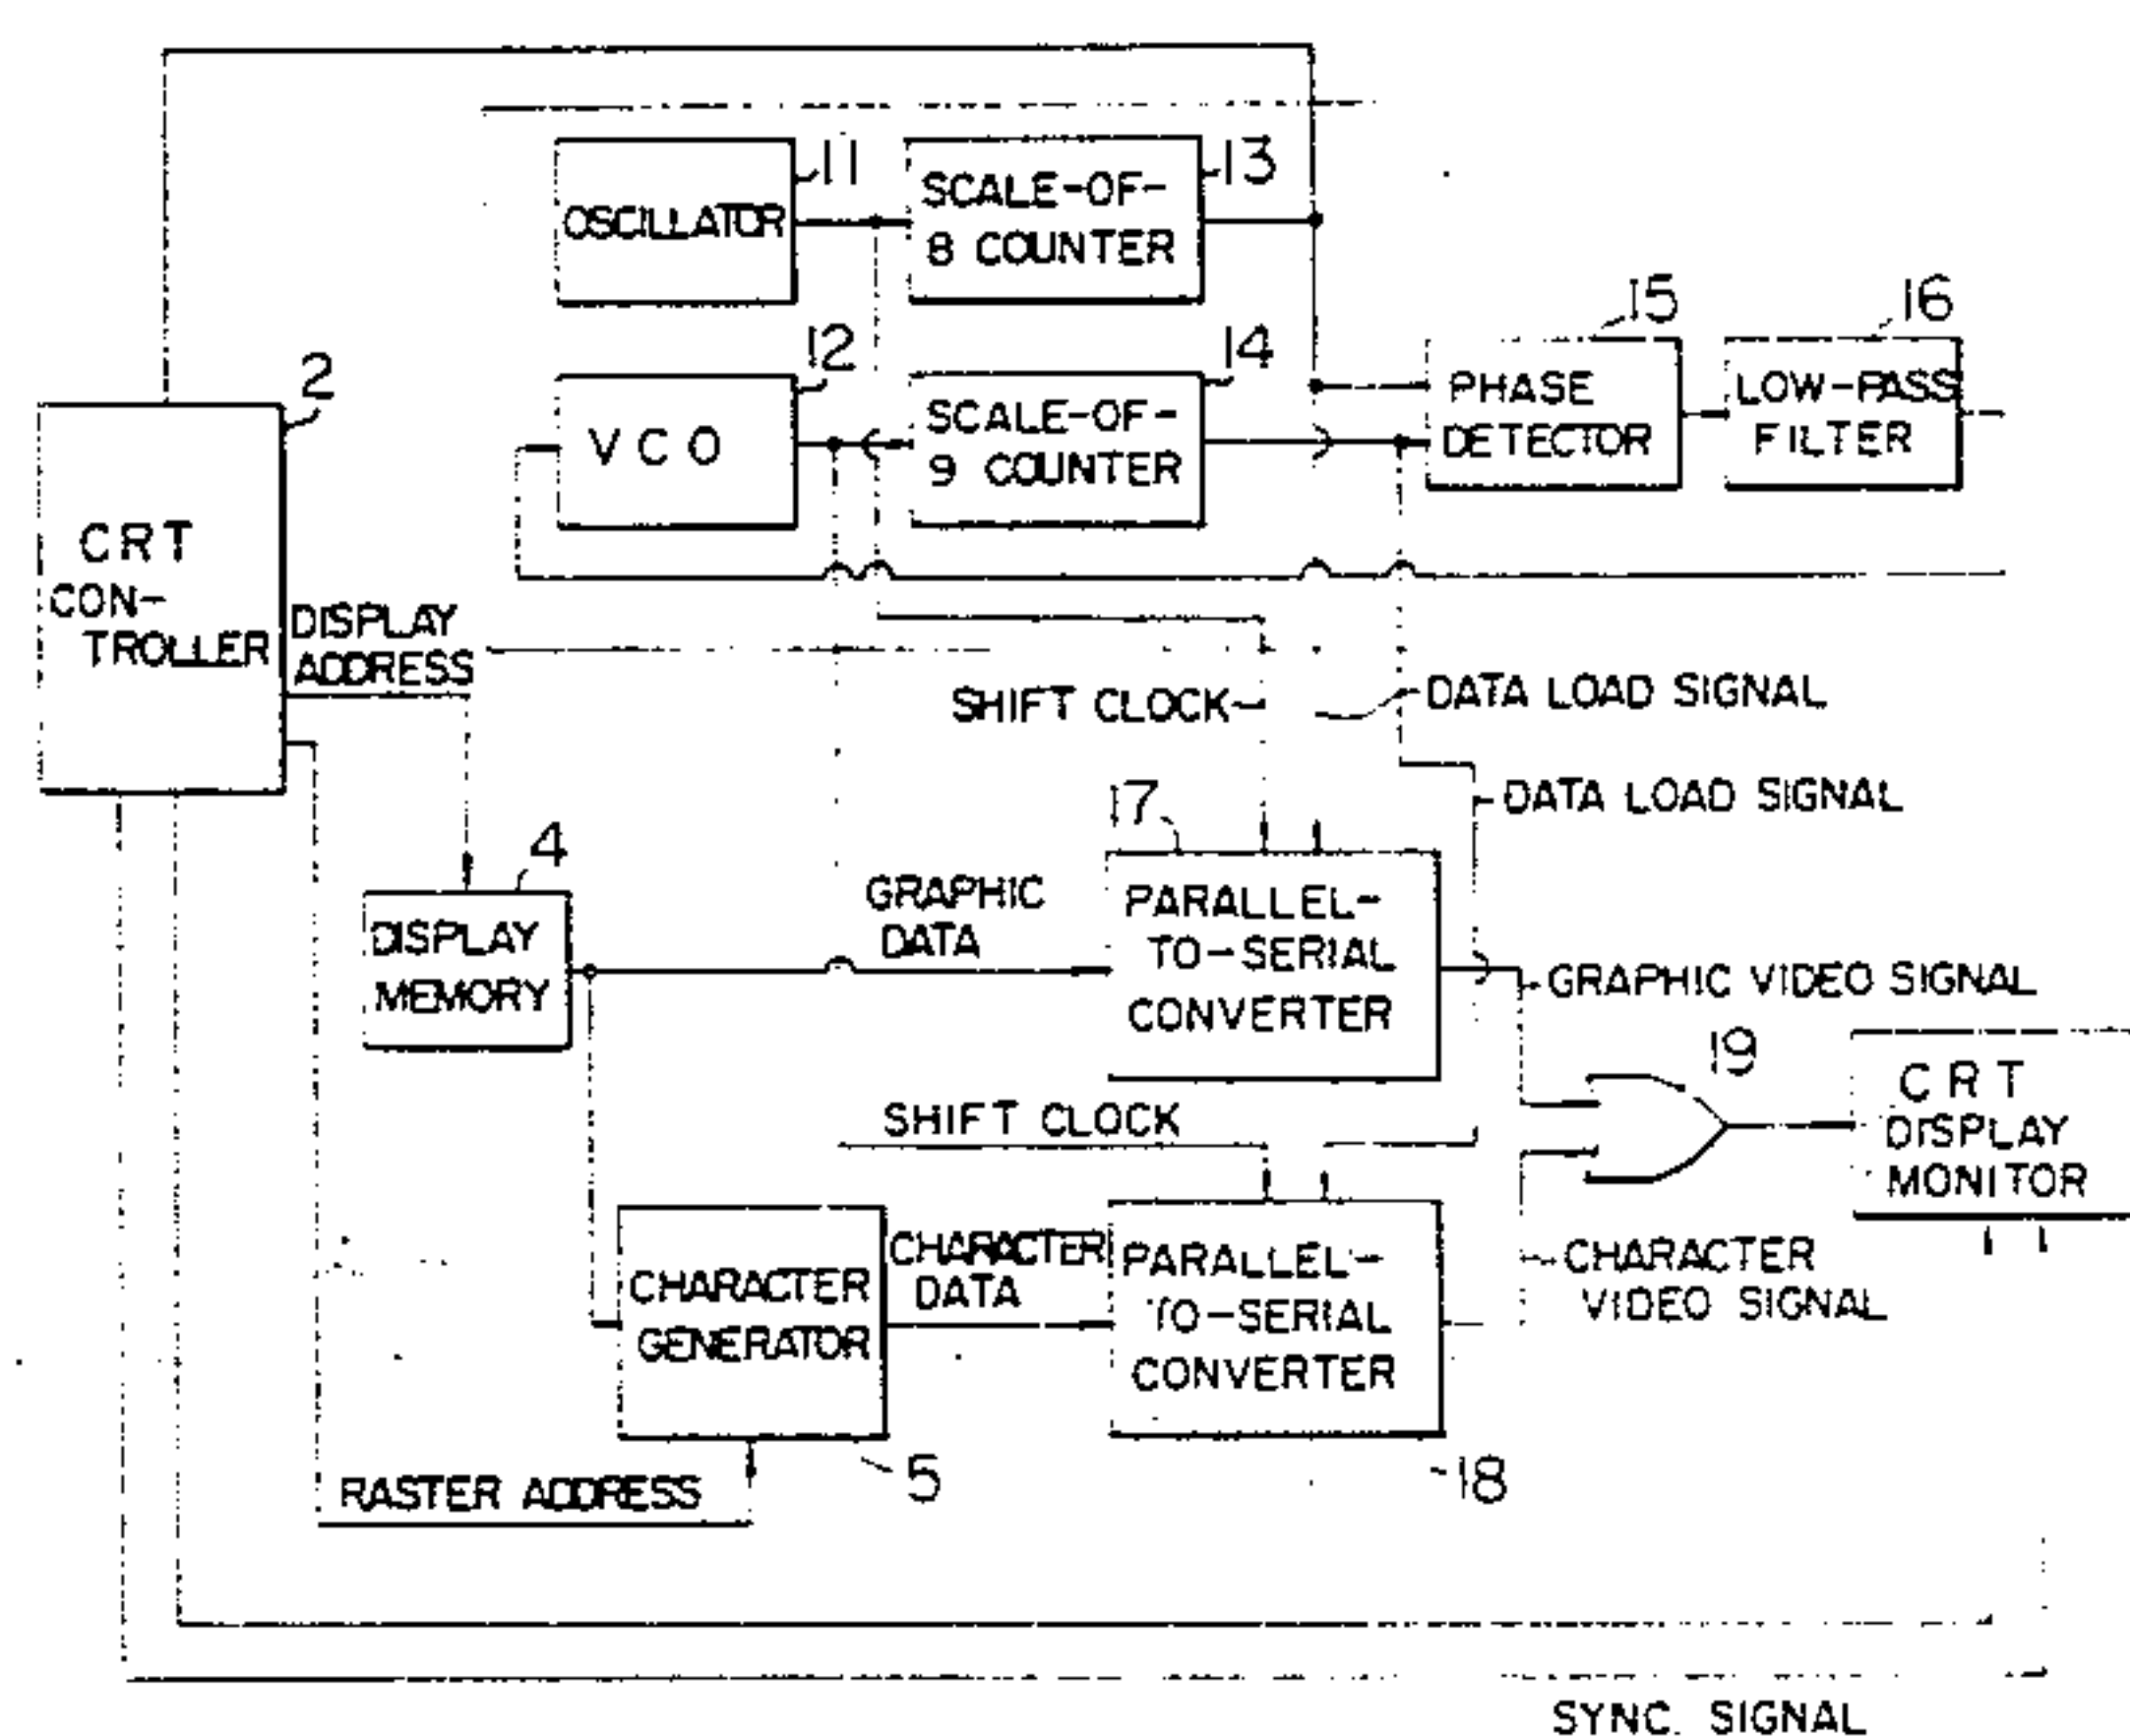 11
OSCILLATOR
13
SCALE-OF-
8 COUNTER
12
V C O
14
SCALE-OF-
9 COUNTER
15
PHASE
DETECTOR
16
LOW-PASS
FILTER
2
CRT
CON-
TROLLER
DISPLAY
ADDRESS
SHIFT CLOCK
DATA LOAD SIGNAL
DATA LOAD SIGNAL
4
DISPLAY
MEMORY
GRAPHIC
DATA
17
PARALLEL-
TO-SERIAL
CONVERTER
GRAPHIC VIDEO SIGNAL
19
CRT
DISPLAY
MONITOR
SHIFT CLOCK
CHARACTER
GENERATOR
5
CHARACTER
DATA
PARALLEL-
TO-SERIAL
CONVERTER
18
CHARACTER
VIDEO SIGNAL
RASTER ADDRESS
SYNC. SIGNAL